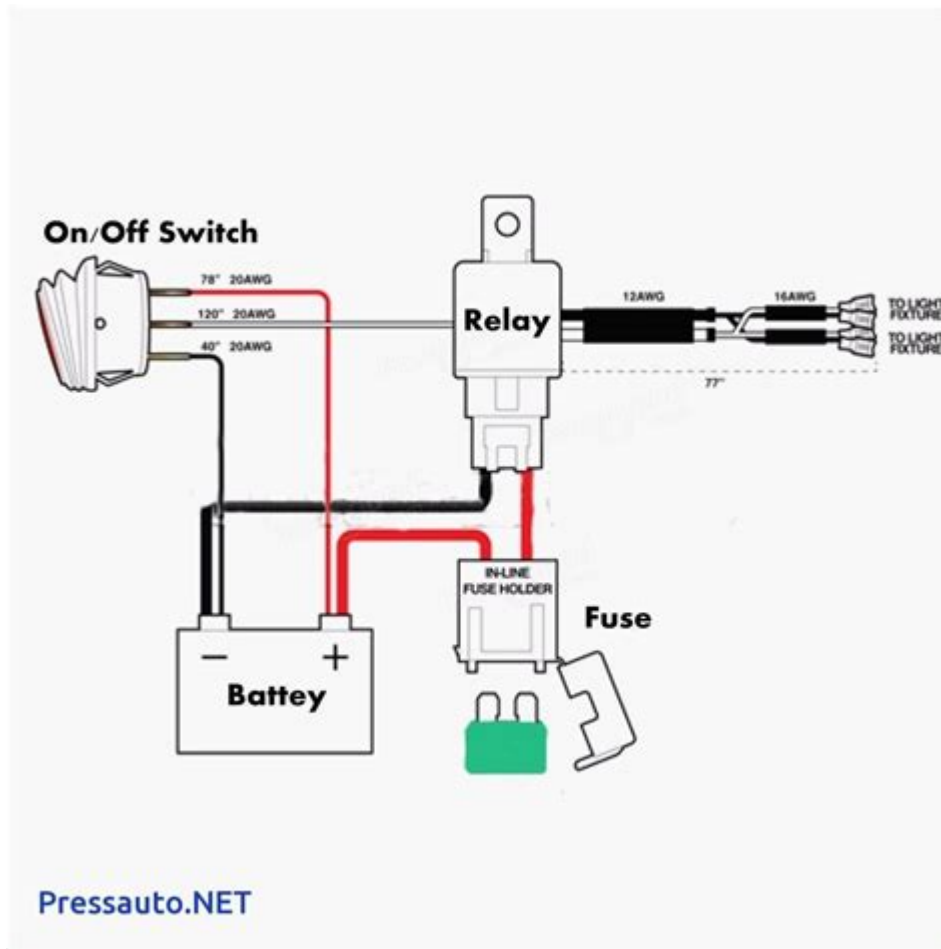 On/Off Switch
78" 20AWG
120" 20AWG
40" 20AWG
Relay
12AWG
16AWG
TO LIGHT
FIXTURE
TO LIGHT
FIXTURE
77"
IN-LINE
FUSE HOLDER
Fuse
−
+
Battey
Pressauto.NET